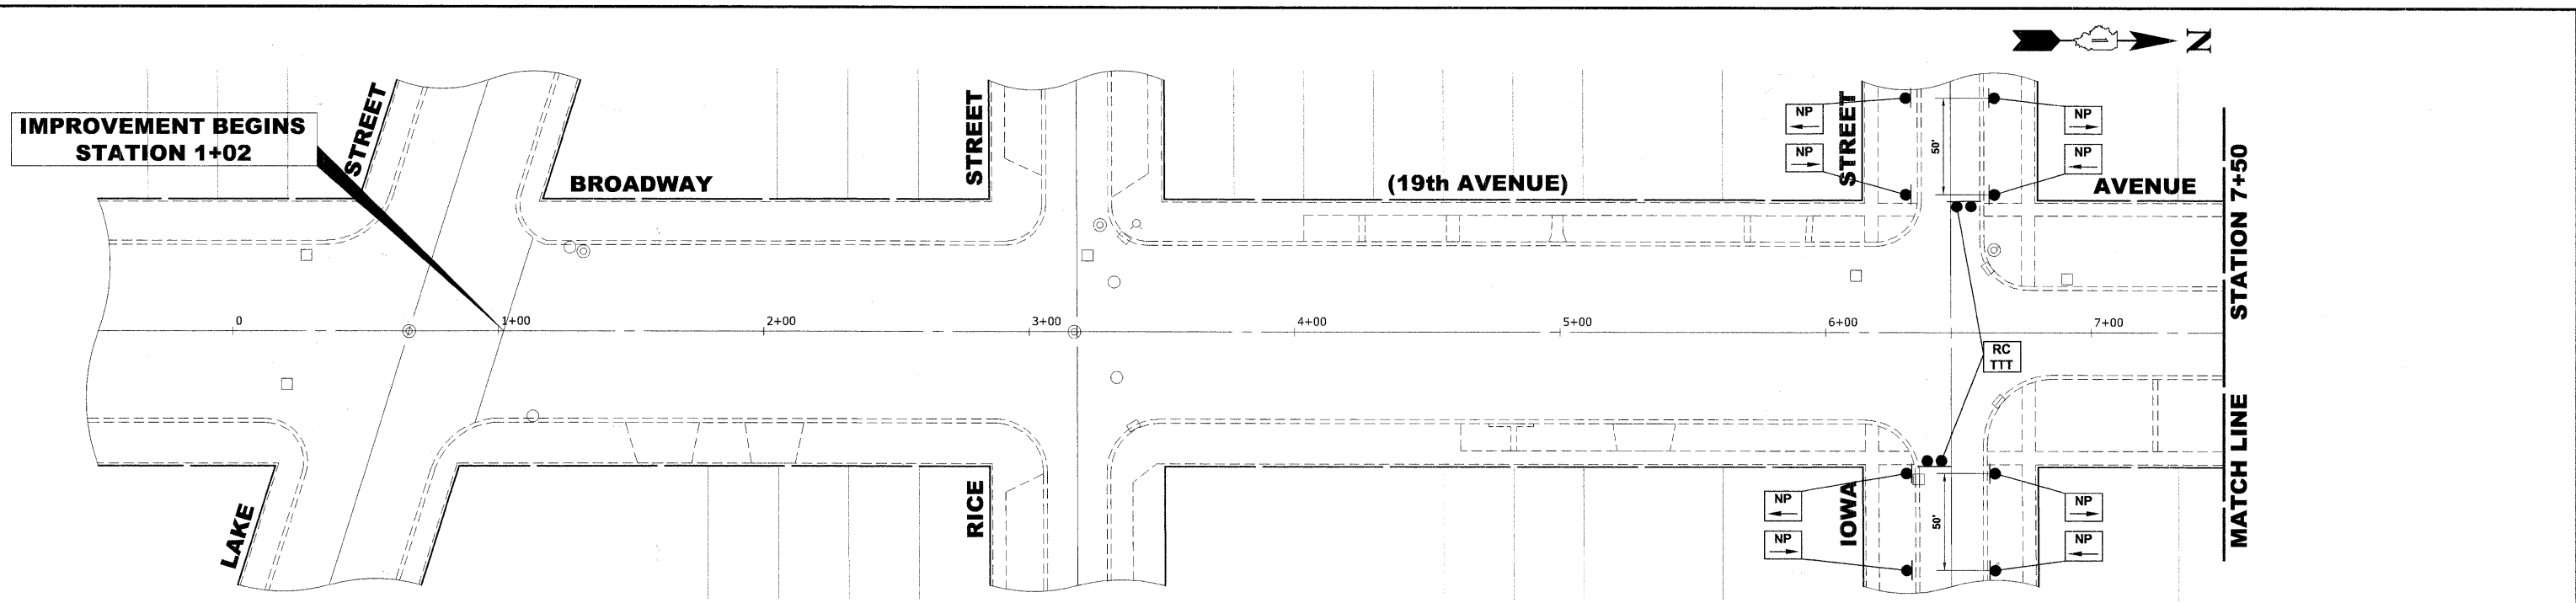 N
IMPROVEMENT BEGINS
STATION 1+02
STREET
BROADWAY
STREET
(19th AVENUE)
STREET
AVENUE
NP
NP
50'
NP
NP
STATION 7+50
0
1+00
2+00
3+00
4+00
5+00
6+00
7+00
RC
TTT
LAKE
RICE
IOWA
NP
NP
50'
NP
NP
MATCH LINE